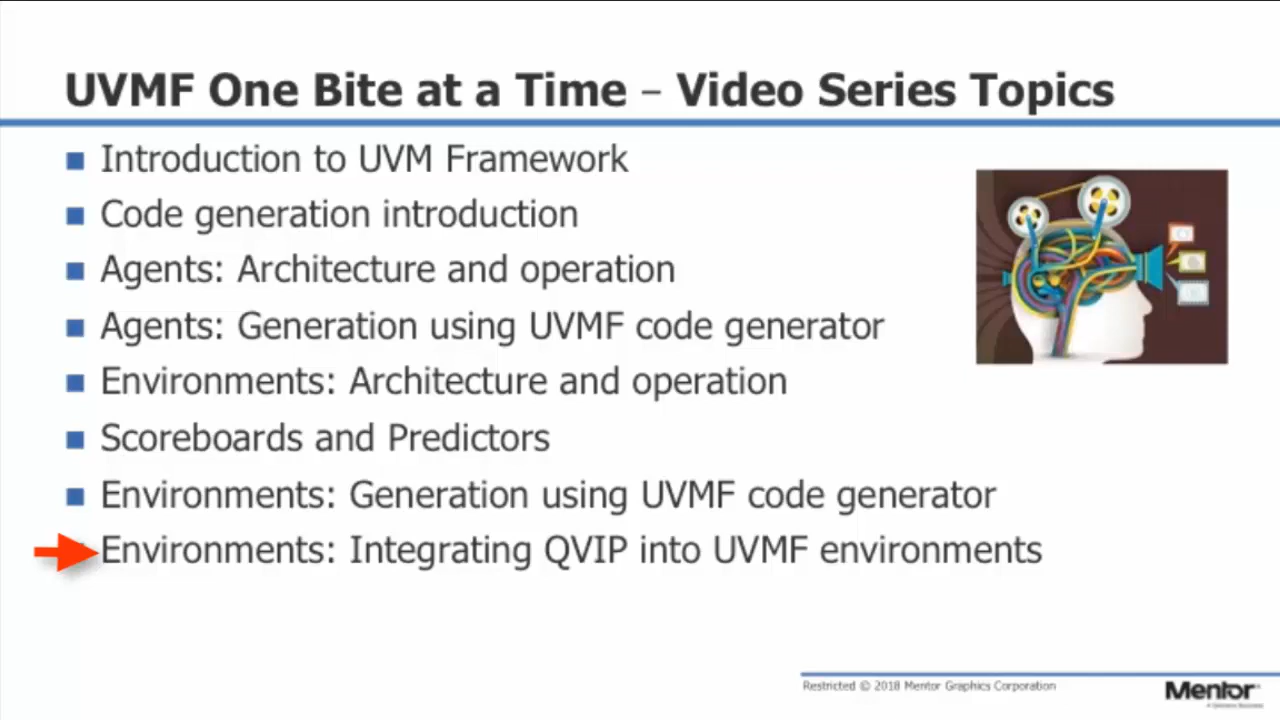 UVMF One Bite at a Time – Video Series Topics
Introduction to UVM Framework
Code generation introduction
Agents: Architecture and operation
Agents: Generation using UVMF code generator
Environments: Architecture and operation
Scoreboards and Predictors
Environments: Generation using UVMF code generator
Environments: Integrating QVIP into UVMF environments
Restricted © 2018 Mentor Graphics Corporation
Mentor
A Siemens Business